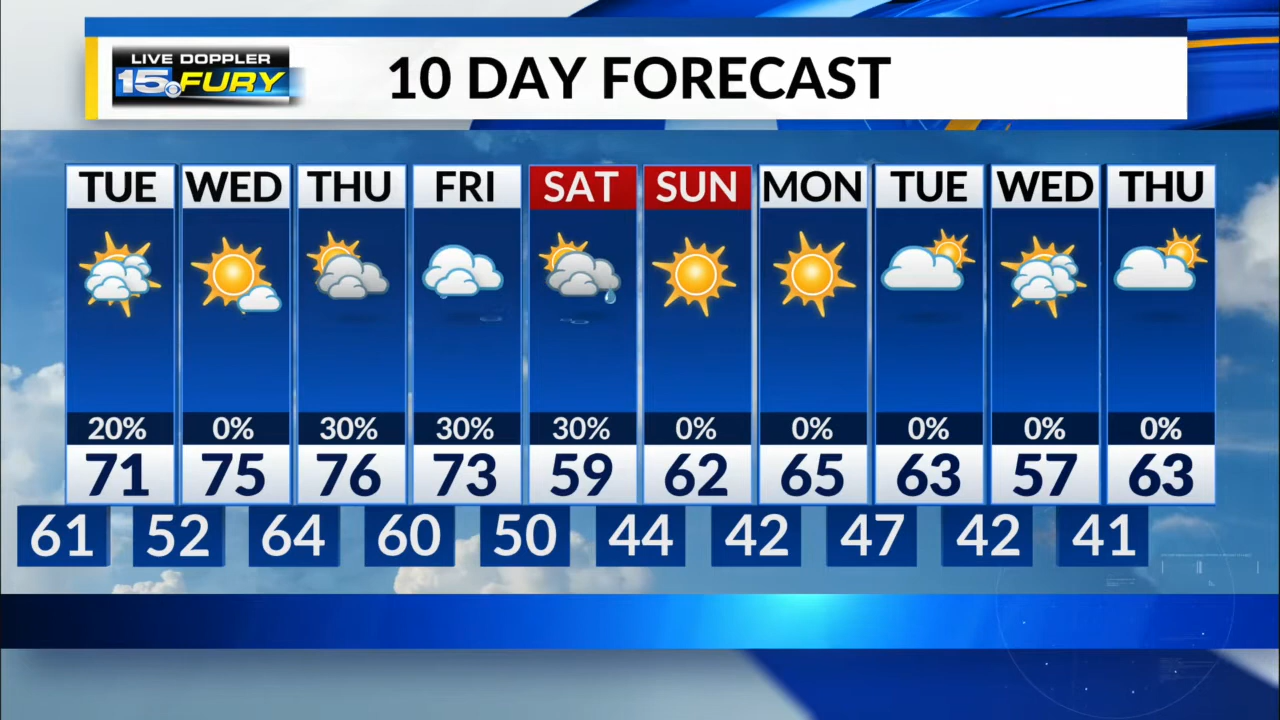 LIVE DOPPLER
15 FURY
10 DAY FORECAST
TUE WED THU FRI SAT SUN MON TUE WED THU
20% 0% 30% 30% 30% 0% 0% 0% 0% 0%
71 75 76 73 59 62 65 63 57 63
61 52 64 60 50 44 42 47 42 41